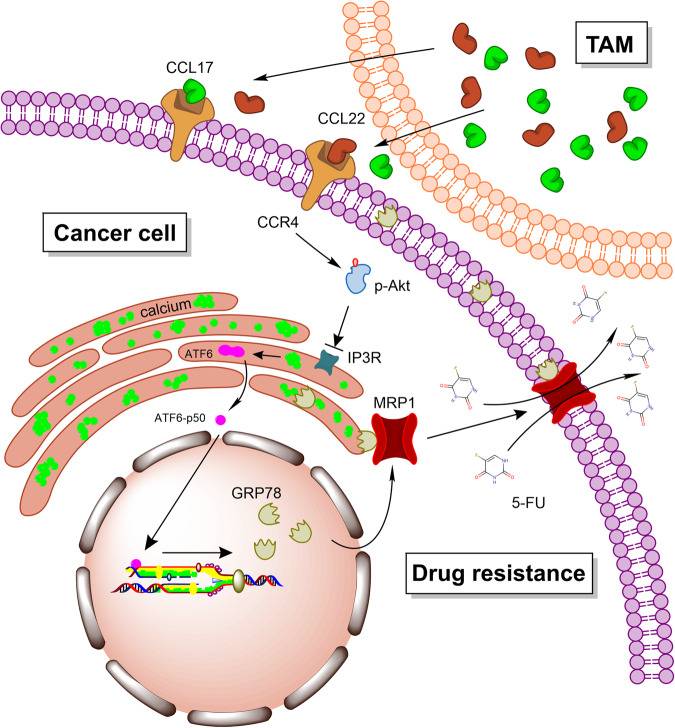 TAM
CCL17
CCL22
Cancer cell
CCR4
p-Akt
calcium
ATF6
IP3R
MRP1
ATF6-p50
GRP78
5-FU
Drug resistance